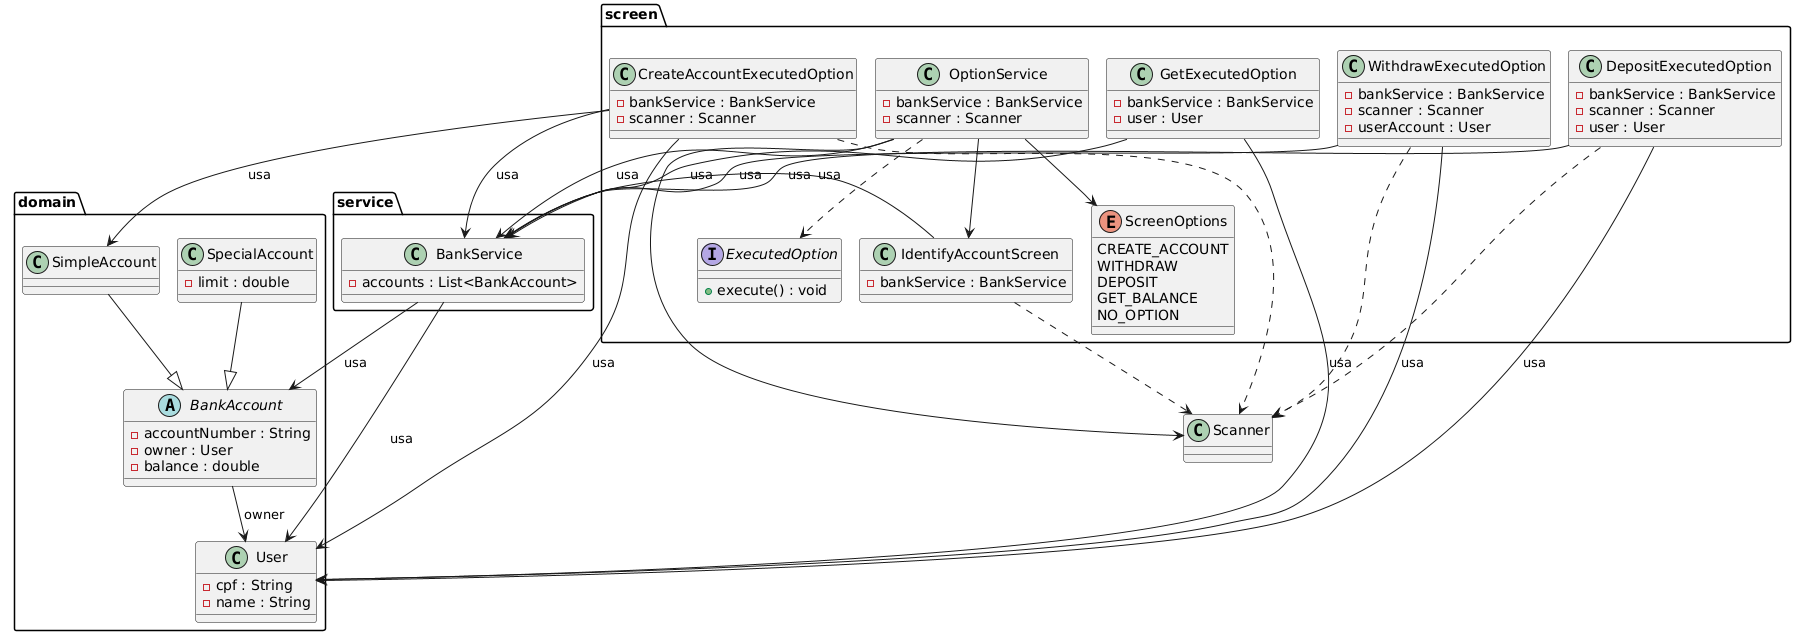 screen
C CreateAccountExecutedOption
bankService : BankService
scanner : Scanner
C OptionService
bankService : BankService
scanner : Scanner
C GetExecutedOption
bankService : BankService
user : User
C WithdrawExecutedOption
bankService : BankService
scanner : Scanner
userAccount : User
C DepositExecutedOption
bankService : BankService
scanner : Scanner
user : User
usa
usa
usa
usa
usa
usa
usa
domain
C SimpleAccount
C SpecialAccount
limit : double
service
C BankService
accounts : List<BankAccount>
I ExecutedOption
execute() : void
C IdentifyAccountScreen
bankService : BankService
E ScreenOptions
CREATE_ACCOUNT
WITHDRAW
DEPOSIT
GET_BALANCE
NO_OPTION
usa
usa
usa
usa
usa
A BankAccount
accountNumber : String
owner : User
balance : double
C Scanner
usa
owner
C User
cpf : String
name : String